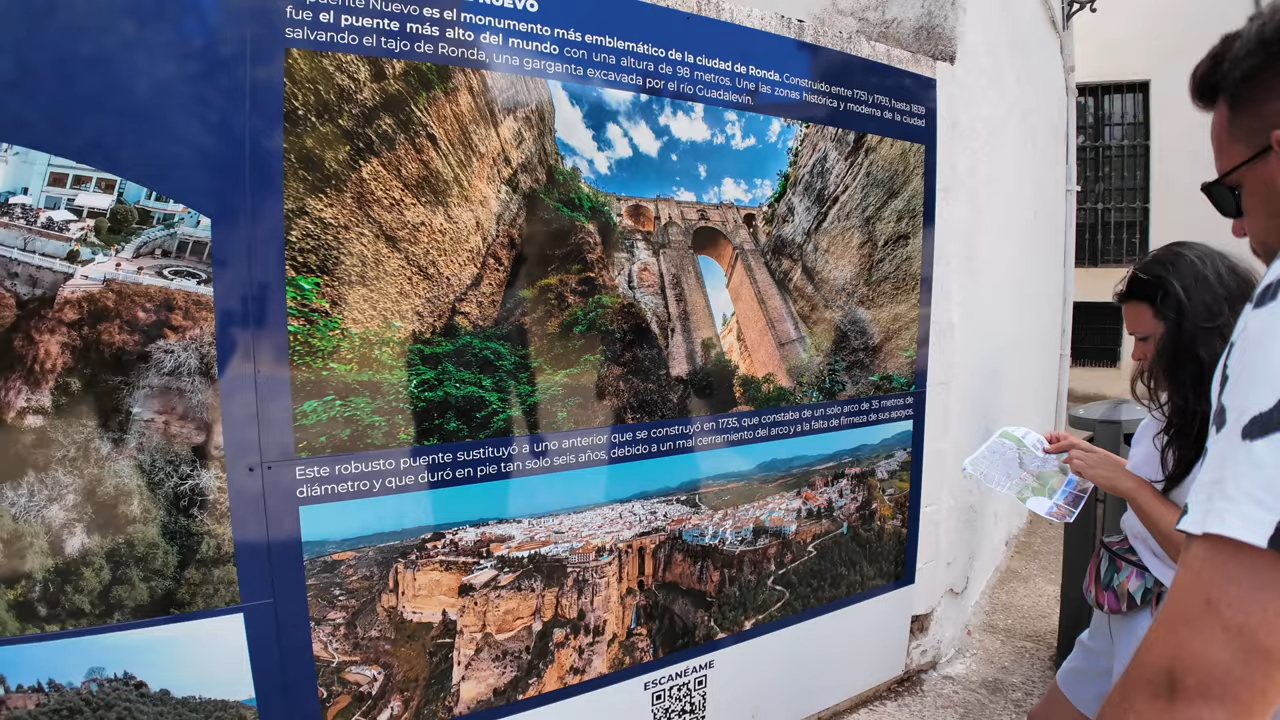 NUEVO
puente Nuevo es el monumento más emblemático de la ciudad de Ronda. Construido entre 1751 y 1793, hasta 1839
fue el puente más alto del mundo con una altura de 98 metros. Une las zonas histórica y moderna de la ciudad
salvando el tajo de Ronda, una garganta excavada por el río Guadalevín.
Este robusto puente sustituyó a uno anterior que se construyó en 1735, que constaba de un solo arco de 35 metros de
diámetro y que duró en pie tan solo seis años, debido a un mal cerramiento del arco y a la falta de firmeza de sus apoyos.
ESCANÉAME